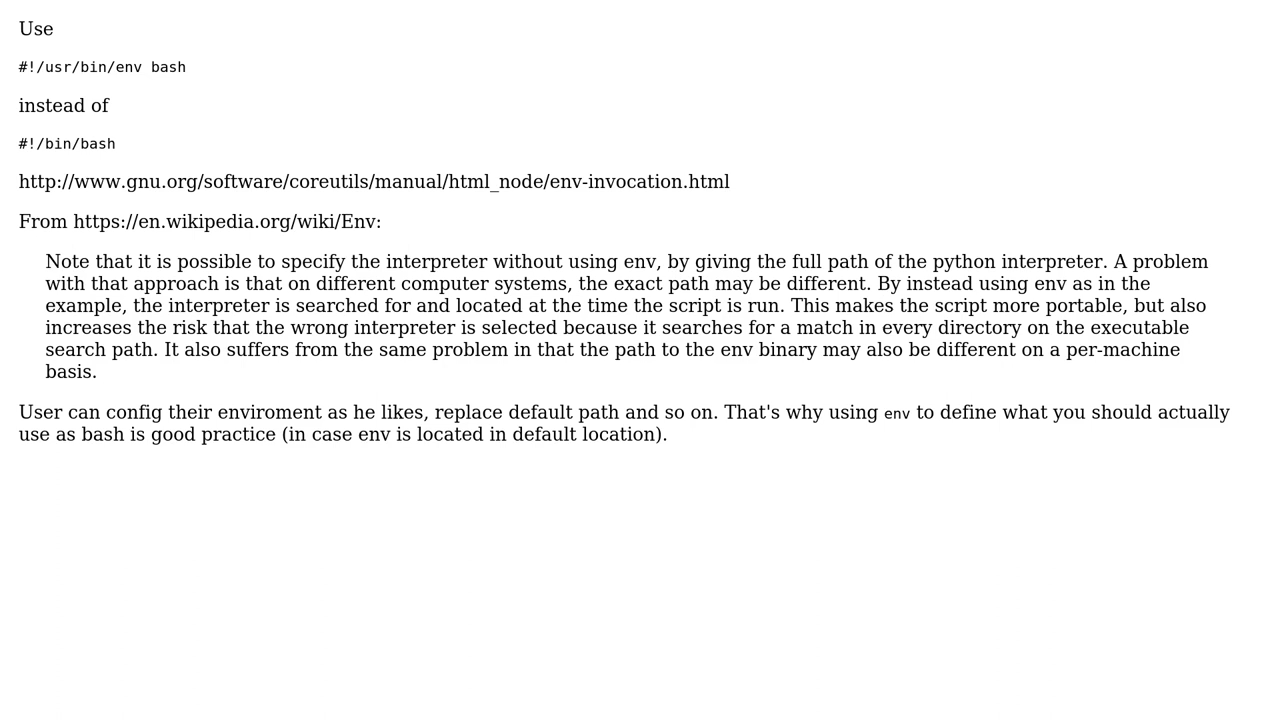 Use
#!/usr/bin/env bash
instead of
#!/bin/bash
http://www.gnu.org/software/coreutils/manual/html_node/env-invocation.html
From https://en.wikipedia.org/wiki/Env:
Note that it is possible to specify the interpreter without using env, by giving the full path of the python interpreter. A problem
with that approach is that on different computer systems, the exact path may be different. By instead using env as in the
example, the interpreter is searched for and located at the time the script is run. This makes the script more portable, but also
increases the risk that the wrong interpreter is selected because it searches for a match in every directory on the executable
search path. It also suffers from the same problem in that the path to the env binary may also be different on a per-machine
basis.
User can config their enviroment as he likes, replace default path and so on. That's why using env to define what you should actually
use as bash is good practice (in case env is located in default location).